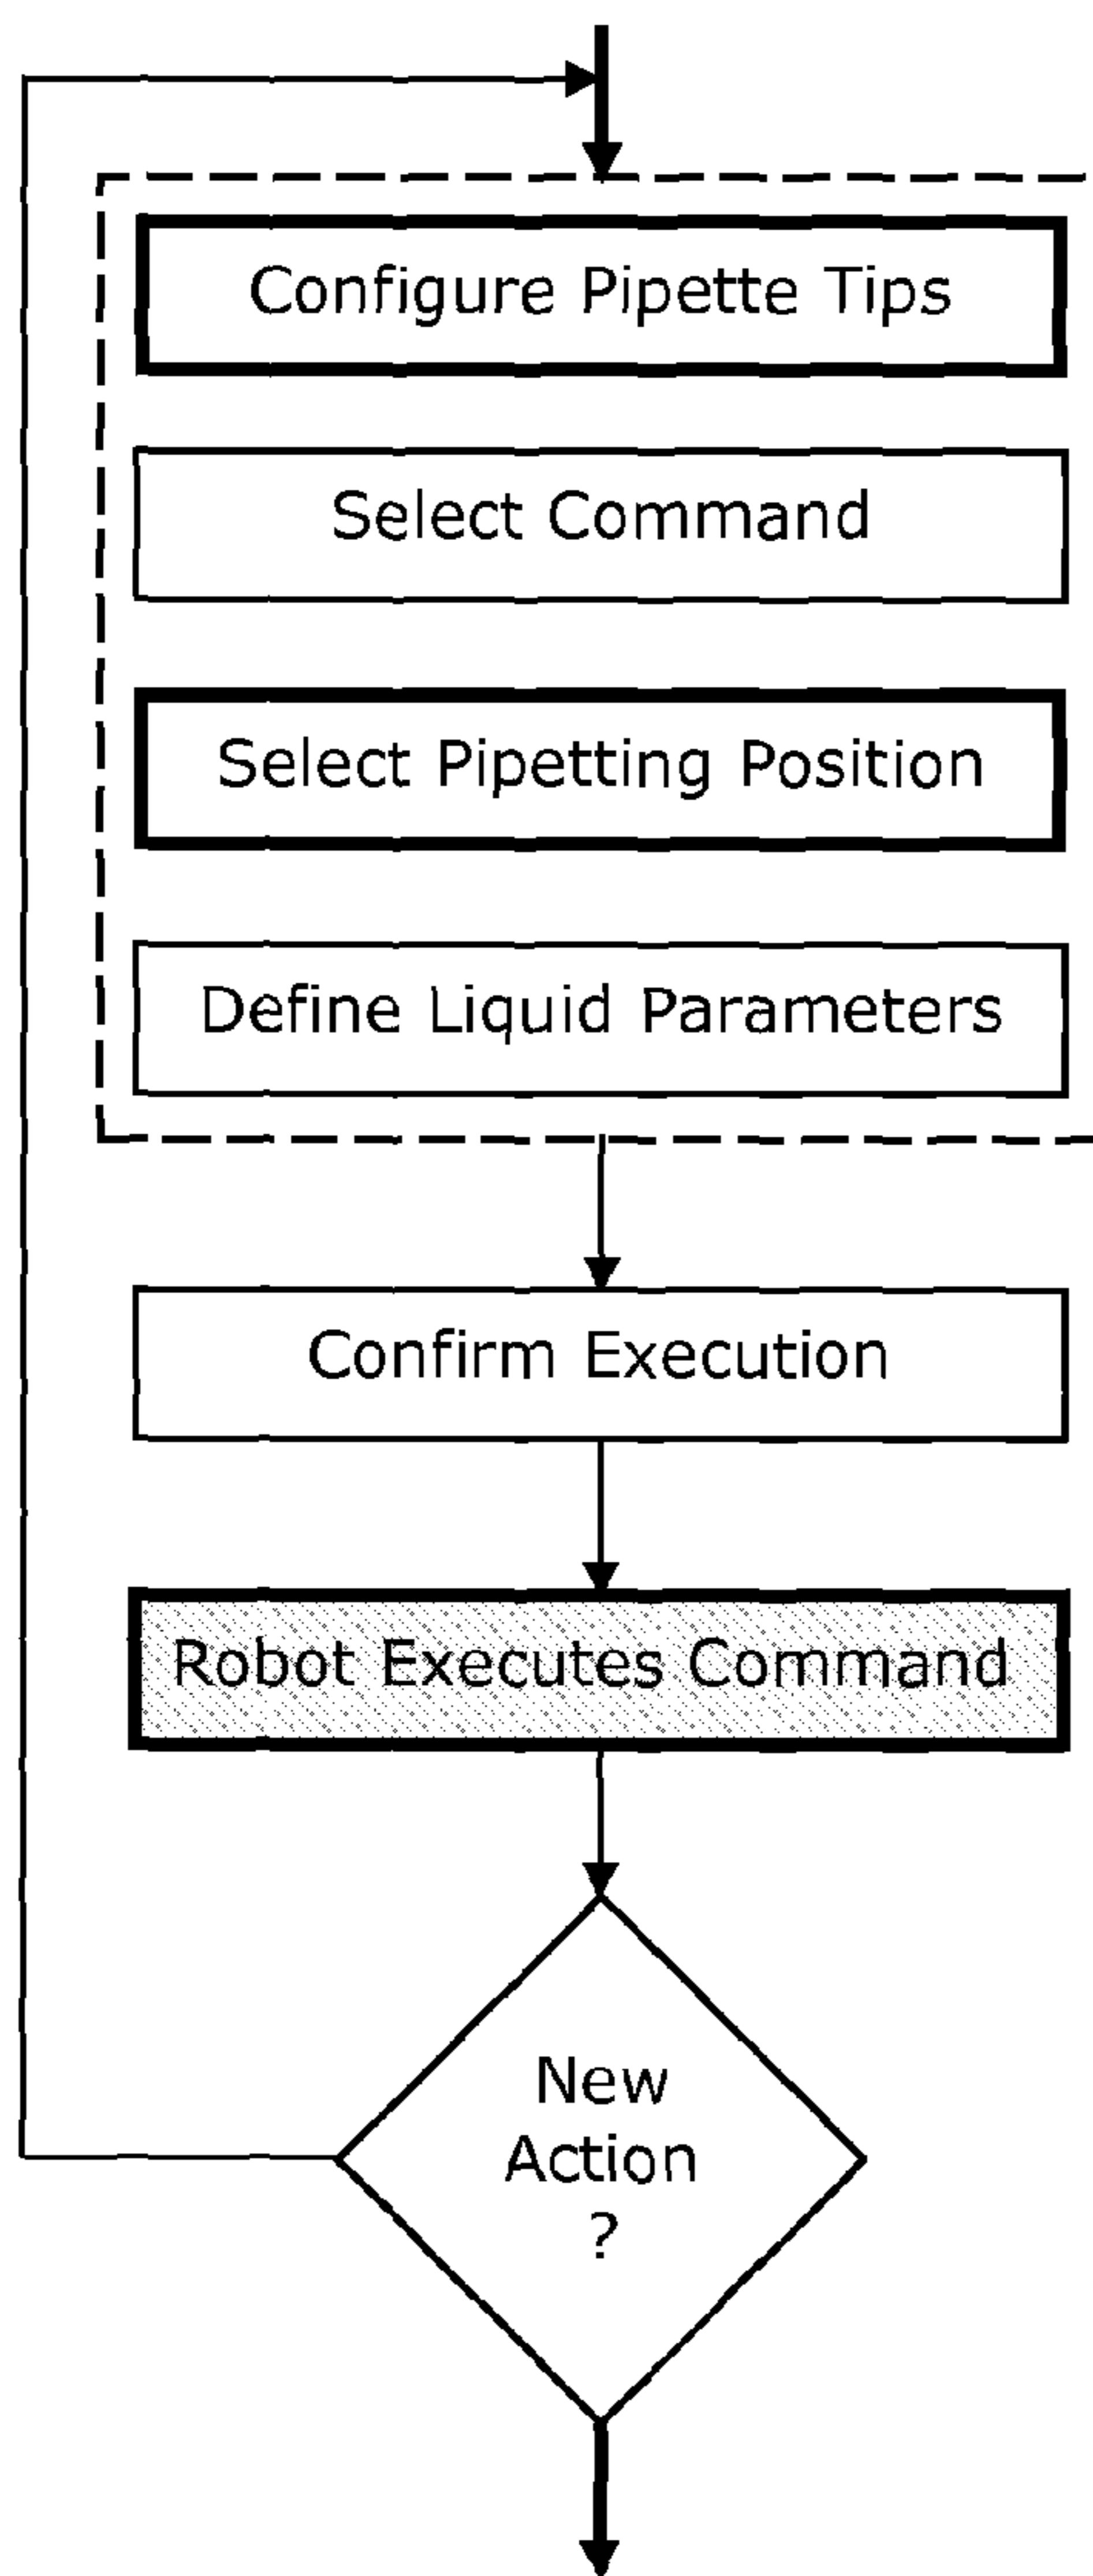 Configure Pipette Tips
Select Command
Select Pipetting Position
Define Liquid Parameters
Confirm Execution
Robot Executes Command
New
Action
?